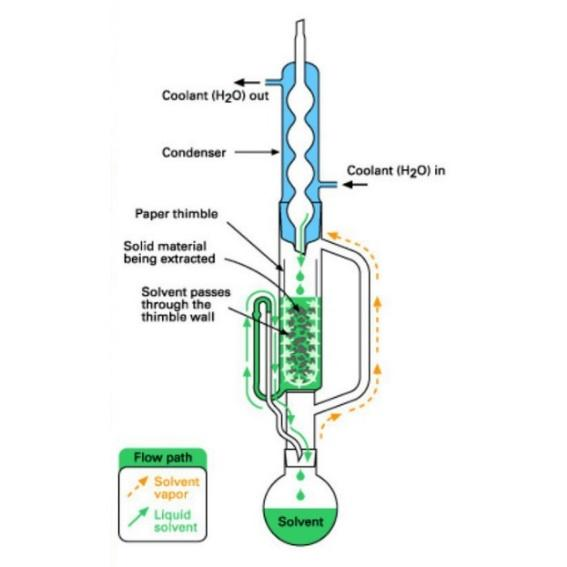 Coolant (H2O) out
Condenser
Coolant (H2O) in
Paper thimble
Solid material
being extracted
Solvent passes
through the
thimble wall
Flow path
Solvent
vapor
Liquid
solvent
Solvent